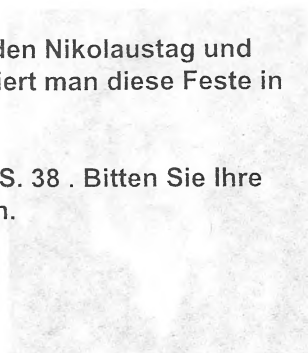 den Nikolaustag und
iert man diese Feste in
S. 38 . Bitten Sie Ihre
n.